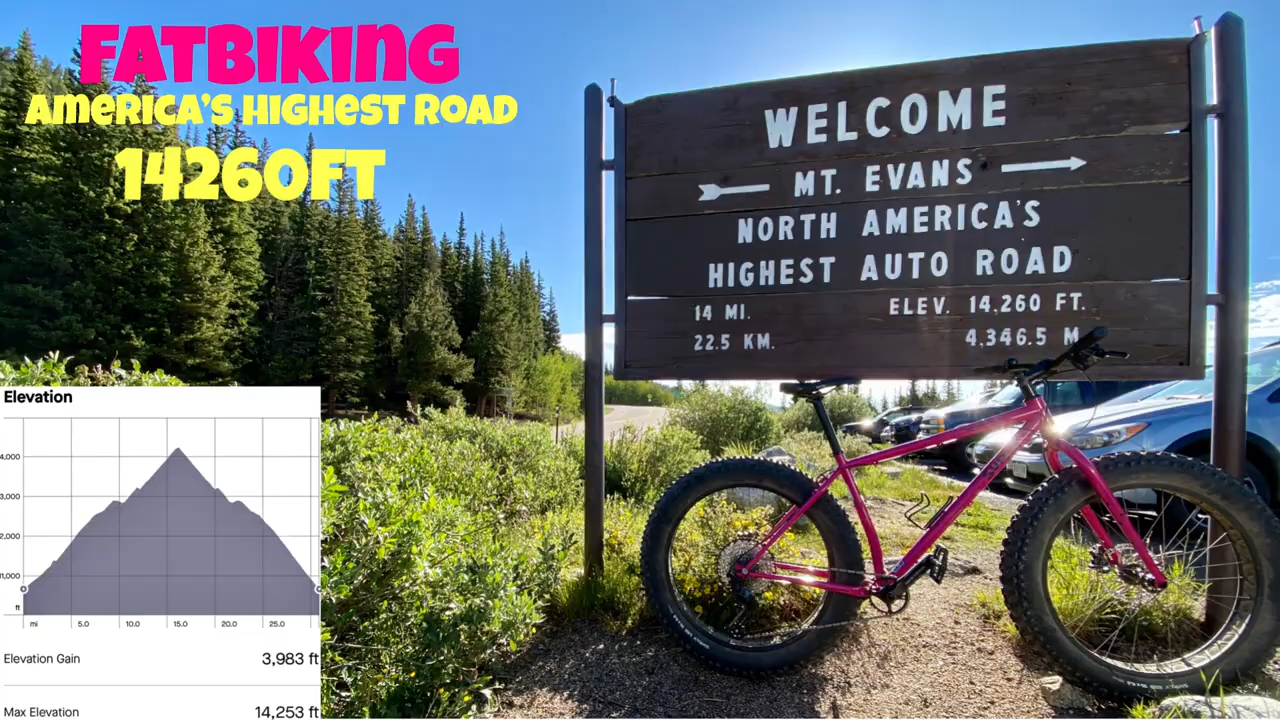 FATBIKING
AMERICA'S HIGHEST ROAD
14260FT
WELCOME
MT. EVANS
NORTH AMERICA'S
HIGHEST AUTO ROAD
14 MI. ELEV. 14,260 FT.
22.5 KM. 4,346.5 M
Elevation
4,000
3,000
2,000
11,000
ft
mi 5.0 10.0 15.0 20.0 25.0
Elevation Gain 3,983 ft
Max Elevation 14,253 ft